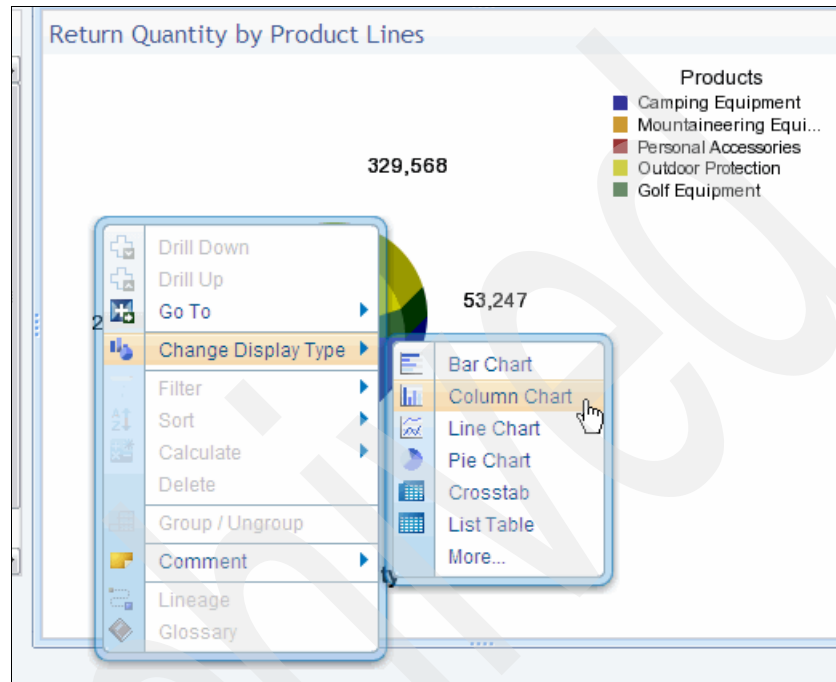 Return Quantity by Product Lines
Products
Camping Equipment
Mountaineering Equi...
Personal Accessories
Outdoor Protection
Golf Equipment
329,568
53,247
2
Drill Down
Drill Up
Go To
Change Display Type
Filter
Sort
Calculate
Delete
Group / Ungroup
Comment
Lineage
Glossary
Bar Chart
Column Chart
Line Chart
Pie Chart
Crosstab
List Table
More...
ty